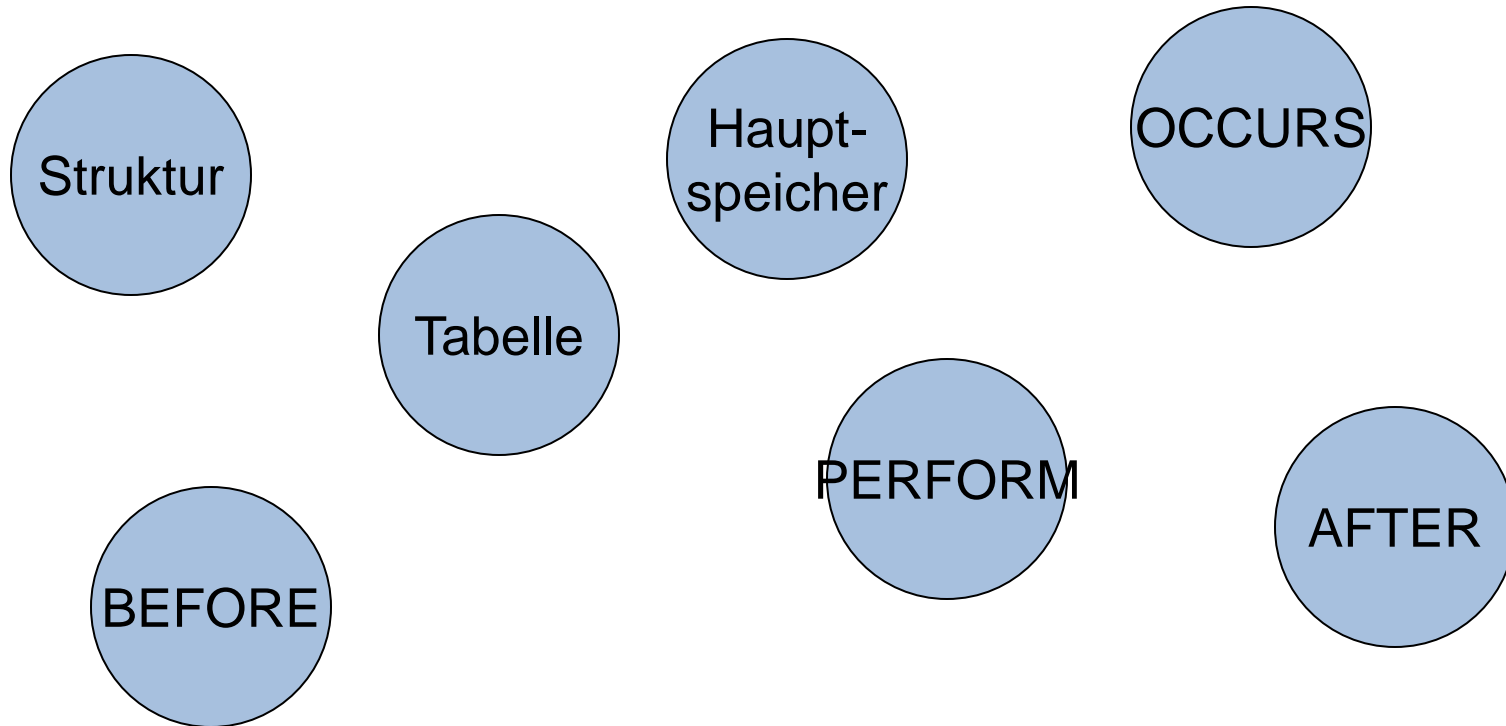 Struktur
Haupt-
speicher
OCCURS
Tabelle
PERFORM
AFTER
BEFORE